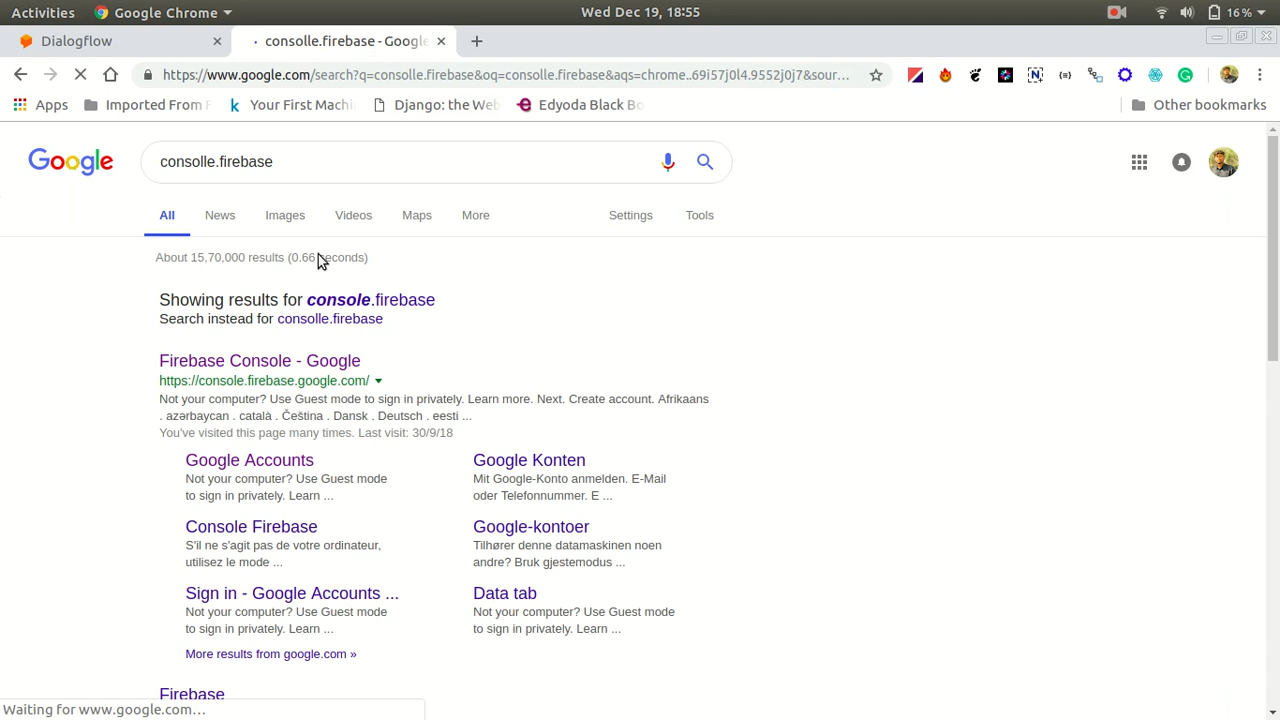 Activities Google Chrome Wed Dec 19, 18:55 16%
Dialogflow consolle.firebase - Google
https://www.google.com/search?q=consolle.firebase&oq=consolle.firebase&aqs=chrome..69i57j0l4.9552j0j7&sour...
Apps Imported From Your First Machi Django: the Web Edyoda Black Bo Other bookmarks
Google consolle.firebase
All News Images Videos Maps More Settings Tools
About 15,70,000 results (0.66 seconds)
Showing results for console.firebase
Search instead for consolle.firebase
Firebase Console - Google
https://console.firebase.google.com/
Not your computer? Use Guest mode to sign in privately. Learn more. Next. Create account. Afrikaans
. azərbaycan . català . Čeština . Dansk . Deutsch . eesti ...
You've visited this page many times. Last visit: 30/9/18
Google Accounts
Not your computer? Use Guest mode
to sign in privately. Learn ...
Google Konten
Mit Google-Konto anmelden. E-Mail
oder Telefonnummer. E ...
Console Firebase
S'il ne s'agit pas de votre ordinateur,
utilisez le mode ...
Google-kontoer
Tilhører denne datamaskinen noen
andre? Bruk gjestemodus ...
Sign in - Google Accounts ...
Not your computer? Use Guest mode
to sign in privately. Learn ...
Data tab
Not your computer? Use Guest mode
to sign in privately. Learn ...
More results from google.com »
Firebase
Waiting for www.google.com…